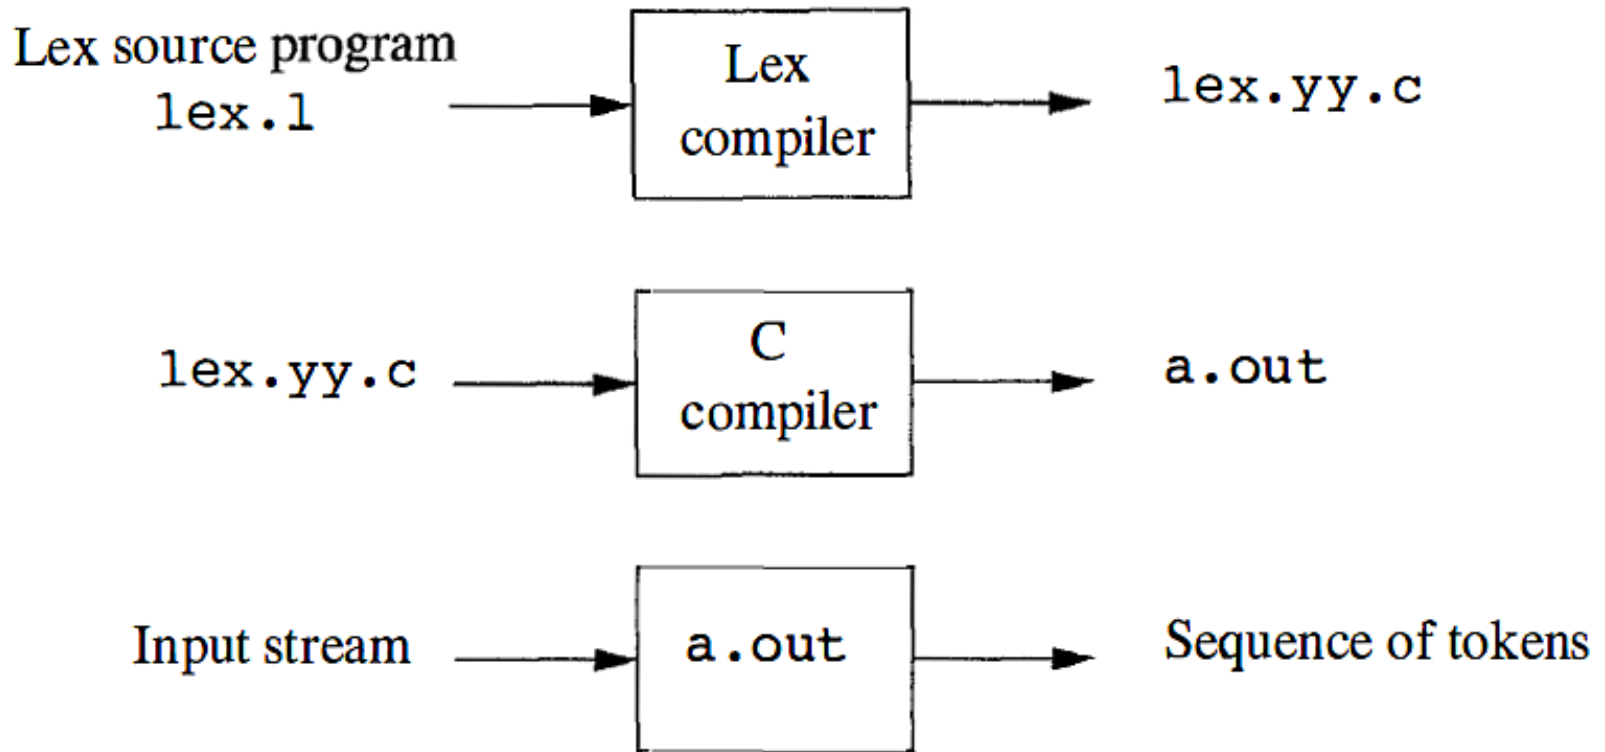 Lex source program
lex.l
Lex
compiler
lex.yy.c
lex.yy.c
C
compiler
a.out
Input stream
a.out
Sequence of tokens